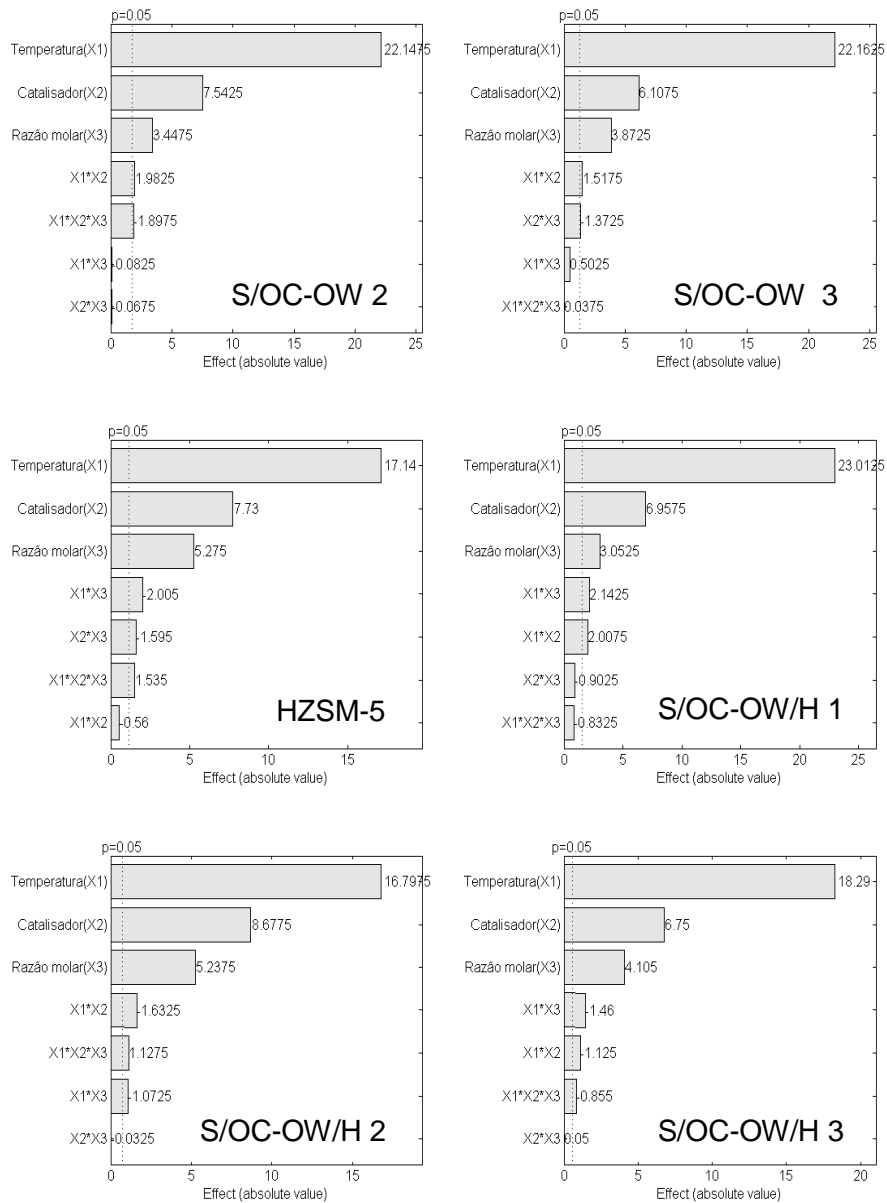 p=0.05
Temperatura(X1)
22.1475
Catalisador(X2)
7.5425
Razão molar(X3)
3.4475
X1*X2
1.9825
X1*X2*X3
-1.8975
X1*X3
-0.0825
X2*X3
-0.0675
S/OC-OW 2
0
5
10
15
20
25
Effect (absolute value)
p=0.05
Temperatura(X1)
22.1625
Catalisador(X2)
6.1075
Razão molar(X3)
3.8725
X1*X2
1.5175
X2*X3
-1.3725
X1*X3
0.5025
X1*X2*X3
0.0375
S/OC-OW 3
0
5
10
15
20
25
Effect (absolute value)
p=0.05
Temperatura(X1)
17.14
Catalisador(X2)
7.73
Razão molar(X3)
5.275
X1*X3
-2.005
X2*X3
-1.595
X1*X2*X3
1.535
X1*X2
-0.56
HZSM-5
0
5
10
15
Effect (absolute value)
p=0.05
Temperatura(X1)
23.0125
Catalisador(X2)
6.9575
Razão molar(X3)
3.0525
X1*X3
2.1425
X1*X2
2.0075
X2*X3
-0.9025
X1*X2*X3
-0.8325
S/OC-OW/H 1
0
5
10
15
20
25
Effect (absolute value)
p=0.05
Temperatura(X1)
16.7975
Catalisador(X2)
8.6775
Razão molar(X3)
5.2375
X1*X2
-1.6325
X1*X2*X3
1.1275
X1*X3
-1.0725
X2*X3
-0.0325
S/OC-OW/H 2
0
5
10
15
Effect (absolute value)
p=0.05
Temperatura(X1)
18.29
Catalisador(X2)
6.75
Razão molar(X3)
4.105
X1*X3
-1.46
X1*X2
-1.125
X1*X2*X3
-0.855
X2*X3
0.05
S/OC-OW/H 3
0
5
10
15
20
Effect (absolute value)